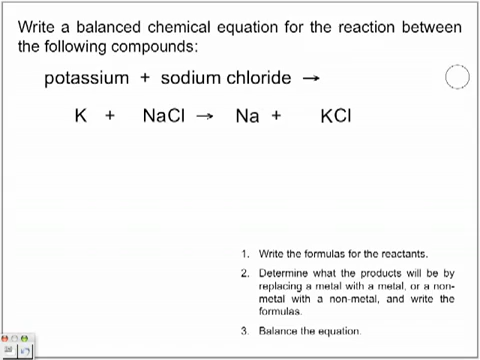 Write a balanced chemical equation for the reaction between
the following compounds:
potassium + sodium chloride →
K + NaCl → Na + KCl
1. Write the formulas for the reactants.
2. Determine what the products will be by
replacing a metal with a metal, or a non-
metal with a non-metal, and write the
formulas.
3. Balance the equation.